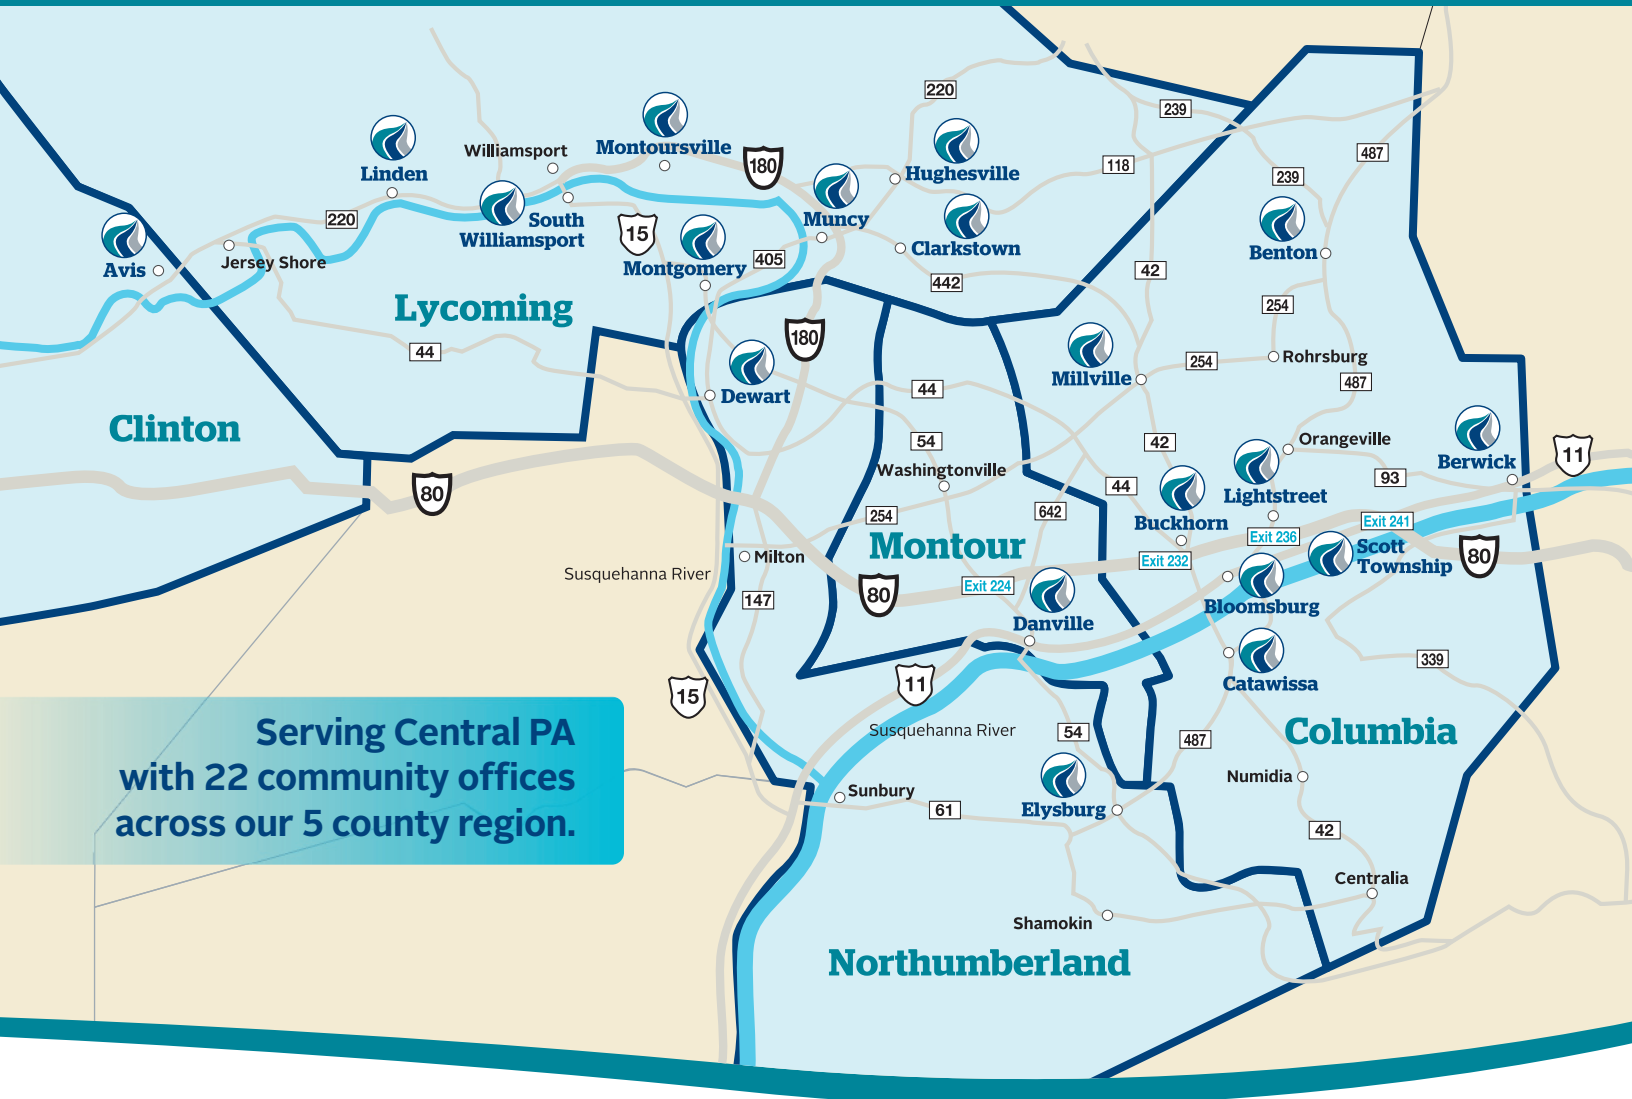 220
239
Montoursville
Williamsport
180
118
487
Linden
Hughesville
239
220
South
Williamsport
Muncy
15
Clarkstown
Benton
Avis
Jersey Shore
Montgomery
405
442
42
Lycoming
254
180
44
Millville
254
Rohrsburg
487
Dewart
44
Clinton
54
42
Orangeville
Berwick
11
Washingtonville
80
44
Lightstreet
93
254
642
Buckhorn
Exit 241
Montour
Exit 236
Scott
Township
80
Milton
Exit 232
Susquehanna River
80
Exit 224
147
Bloomsburg
Danville
339
15
11
Catawissa
Serving Central PA
with 22 community offices
across our 5 county region.
Susquehanna River
54
487
Columbia
Sunbury
Numidia
61
Elysburg
42
Centralia
Shamokin
Northumberland